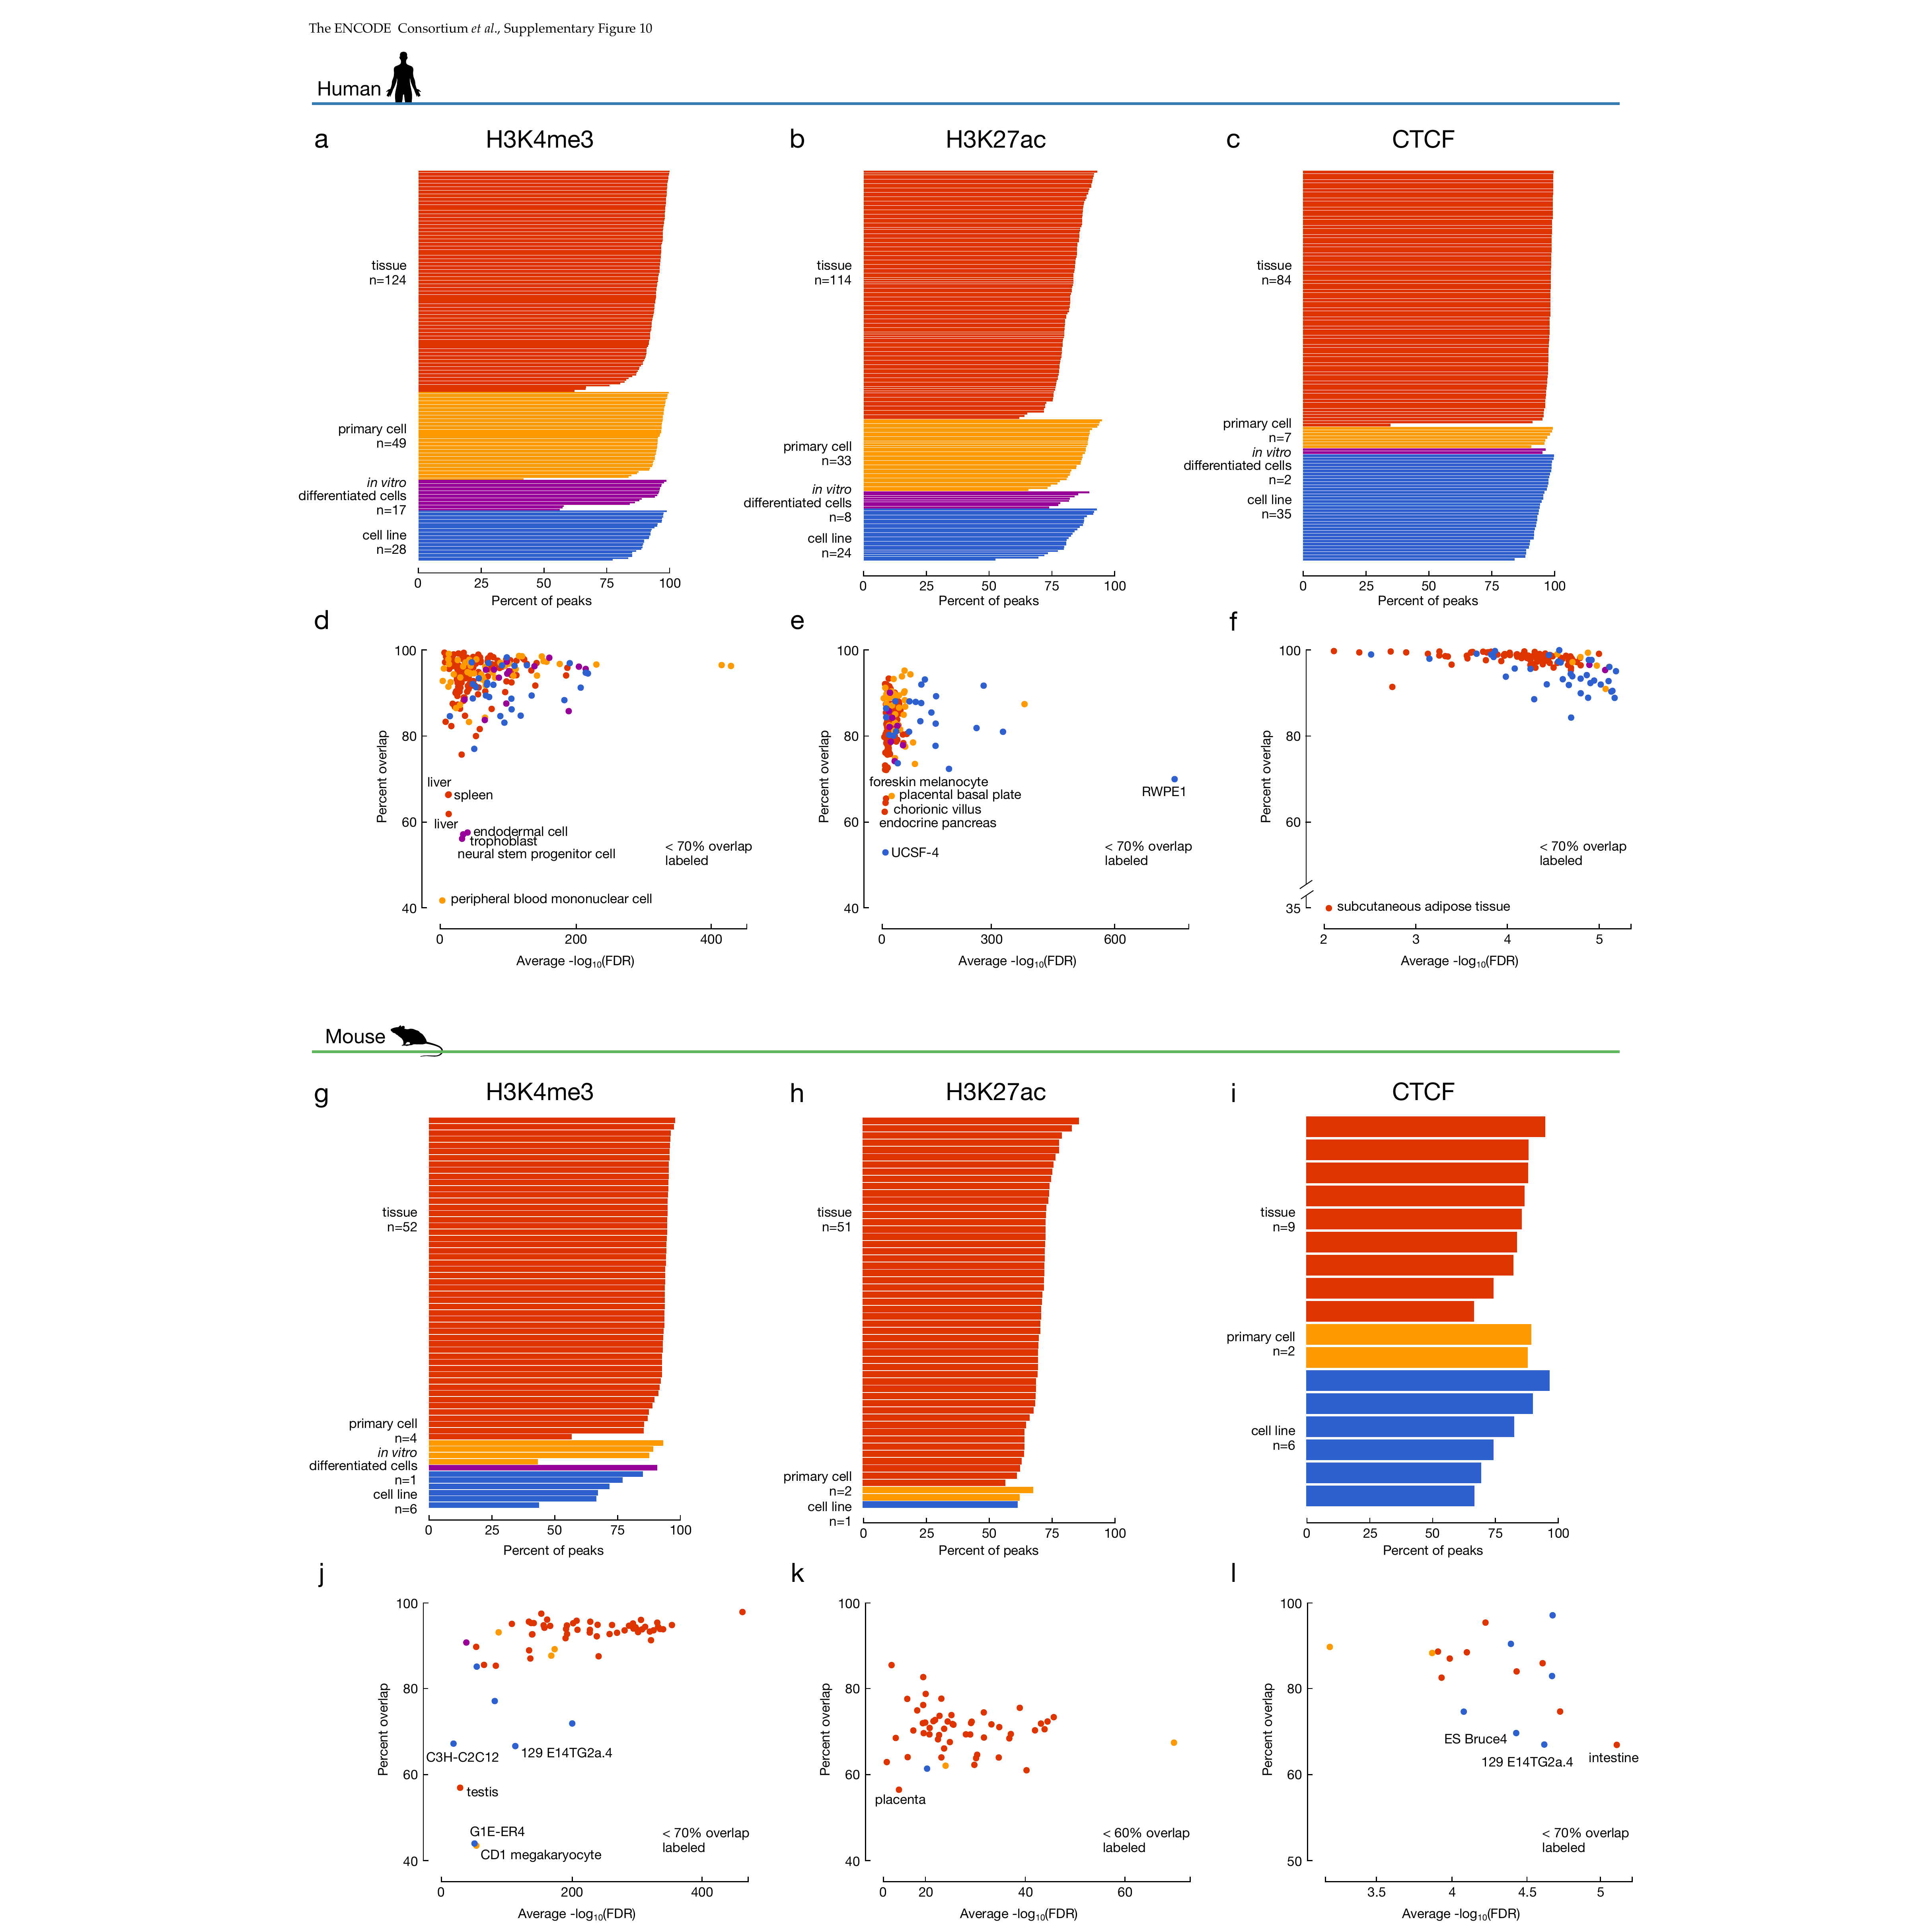 The ENCODE Consortium et al., Supplementary Figure 10
Human
a
H3K4me3
b
H3K27ac
c
CTCF
tissue
n=124
primary cell
n=49
in vitro
differentiated cells
n=17
cell line
n=28
0 25 50 75 100
Percent of peaks
tissue
n=114
primary cell
n=33
in vitro
differentiated cells
n=8
cell line
n=24
0 25 50 75 100
Percent of peaks
tissue
n=84
primary cell
n=7
in vitro
differentiated cells
n=2
cell line
n=35
0 25 50 75 100
Percent of peaks
d
100
80
60
40
Percent overlap
liver
spleen
liver
endodermal cell
trophoblast
neural stem progenitor cell
peripheral blood mononuclear cell
< 70% overlap
labeled
0 200 400
Average -log10(FDR)
e
100
80
60
40
Percent overlap
foreskin melanocyte
placental basal plate
chorionic villus
endocrine pancreas
UCSF-4
RWPE1
< 70% overlap
labeled
0 300 600
Average -log10(FDR)
f
100
80
60
35
Percent overlap
subcutaneous adipose tissue
< 70% overlap
labeled
2 3 4 5
Average -log10(FDR)
Mouse
g
H3K4me3
h
H3K27ac
i
CTCF
tissue
n=52
primary cell
n=4
in vitro
differentiated cells
n=1
cell line
n=6
0 25 50 75 100
Percent of peaks
tissue
n=51
primary cell
n=2
cell line
n=1
0 25 50 75 100
Percent of peaks
tissue
n=9
primary cell
n=2
cell line
n=6
0 25 50 75 100
Percent of peaks
j
100
80
60
40
Percent overlap
C3H-C2C12
129 E14TG2a.4
testis
G1E-ER4
CD1 megakaryocyte
< 70% overlap
labeled
0 200 400
Average -log10(FDR)
k
100
80
60
40
Percent overlap
placenta
< 60% overlap
labeled
0 20 40 60
Average -log10(FDR)
l
100
80
60
50
Percent overlap
ES Bruce4
129 E14TG2a.4
intestine
< 70% overlap
labeled
3.5 4 4.5 5
Average -log10(FDR)